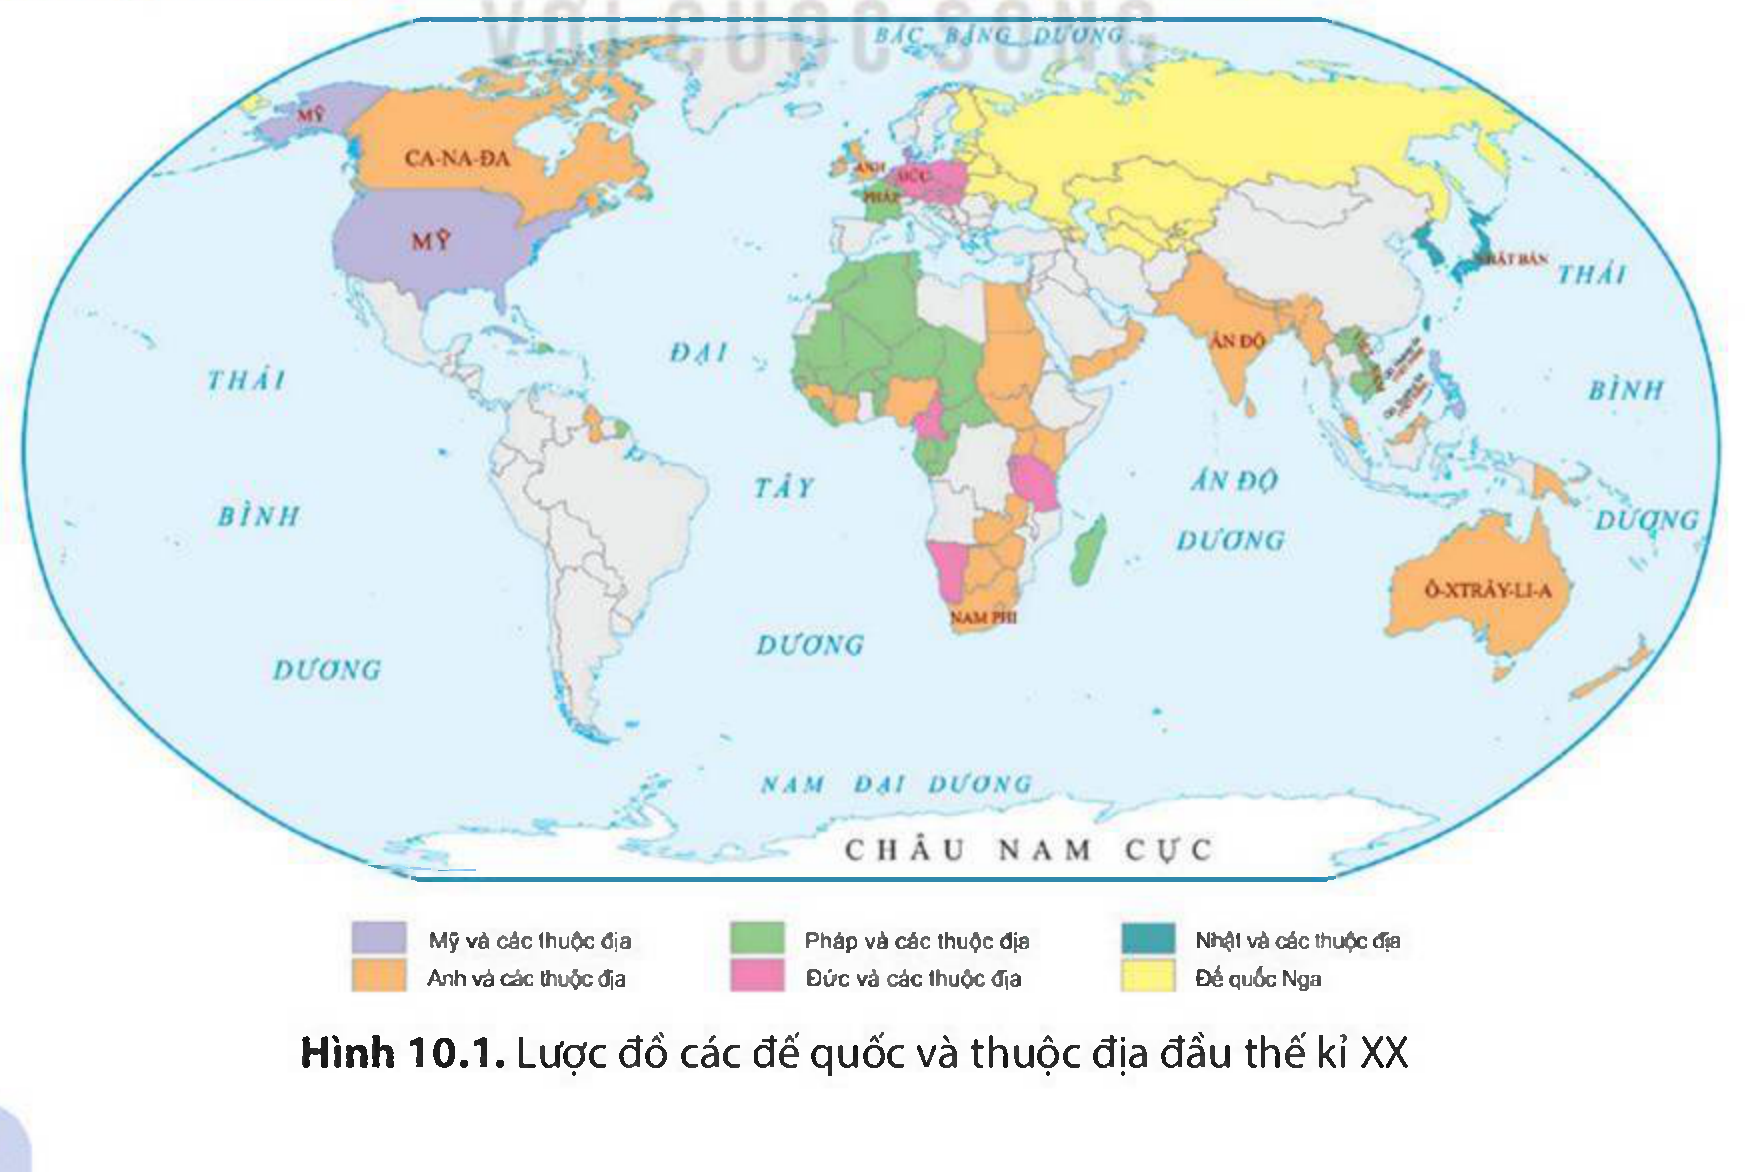 VỚI CUỘC SỐNG
BẮC BĂNG DƯƠNG
MỸ
CA-NA-ĐA
ANH
ĐỨC
PHÁP
MỸ
NHẬT BẢN
THÁI
ĐẠI
ẤN ĐỘ
THÁI
BÌNH
TÂY
ẤN ĐỘ
BÌNH
DƯƠNG
DƯƠNG
Ô-XTRÂY-LI-A
NAM PHI
DƯƠNG
DƯƠNG
NAM ĐẠI DƯƠNG
CHÂU NAM CỰC
Mỹ và các thuộc địa
Pháp và các thuộc địa
Nhật và các thuộc địa
Anh và các thuộc địa
Đức và các thuộc địa
Đế quốc Nga
Hình 10.1. Lược đồ các đế quốc và thuộc địa đầu thế kỉ XX